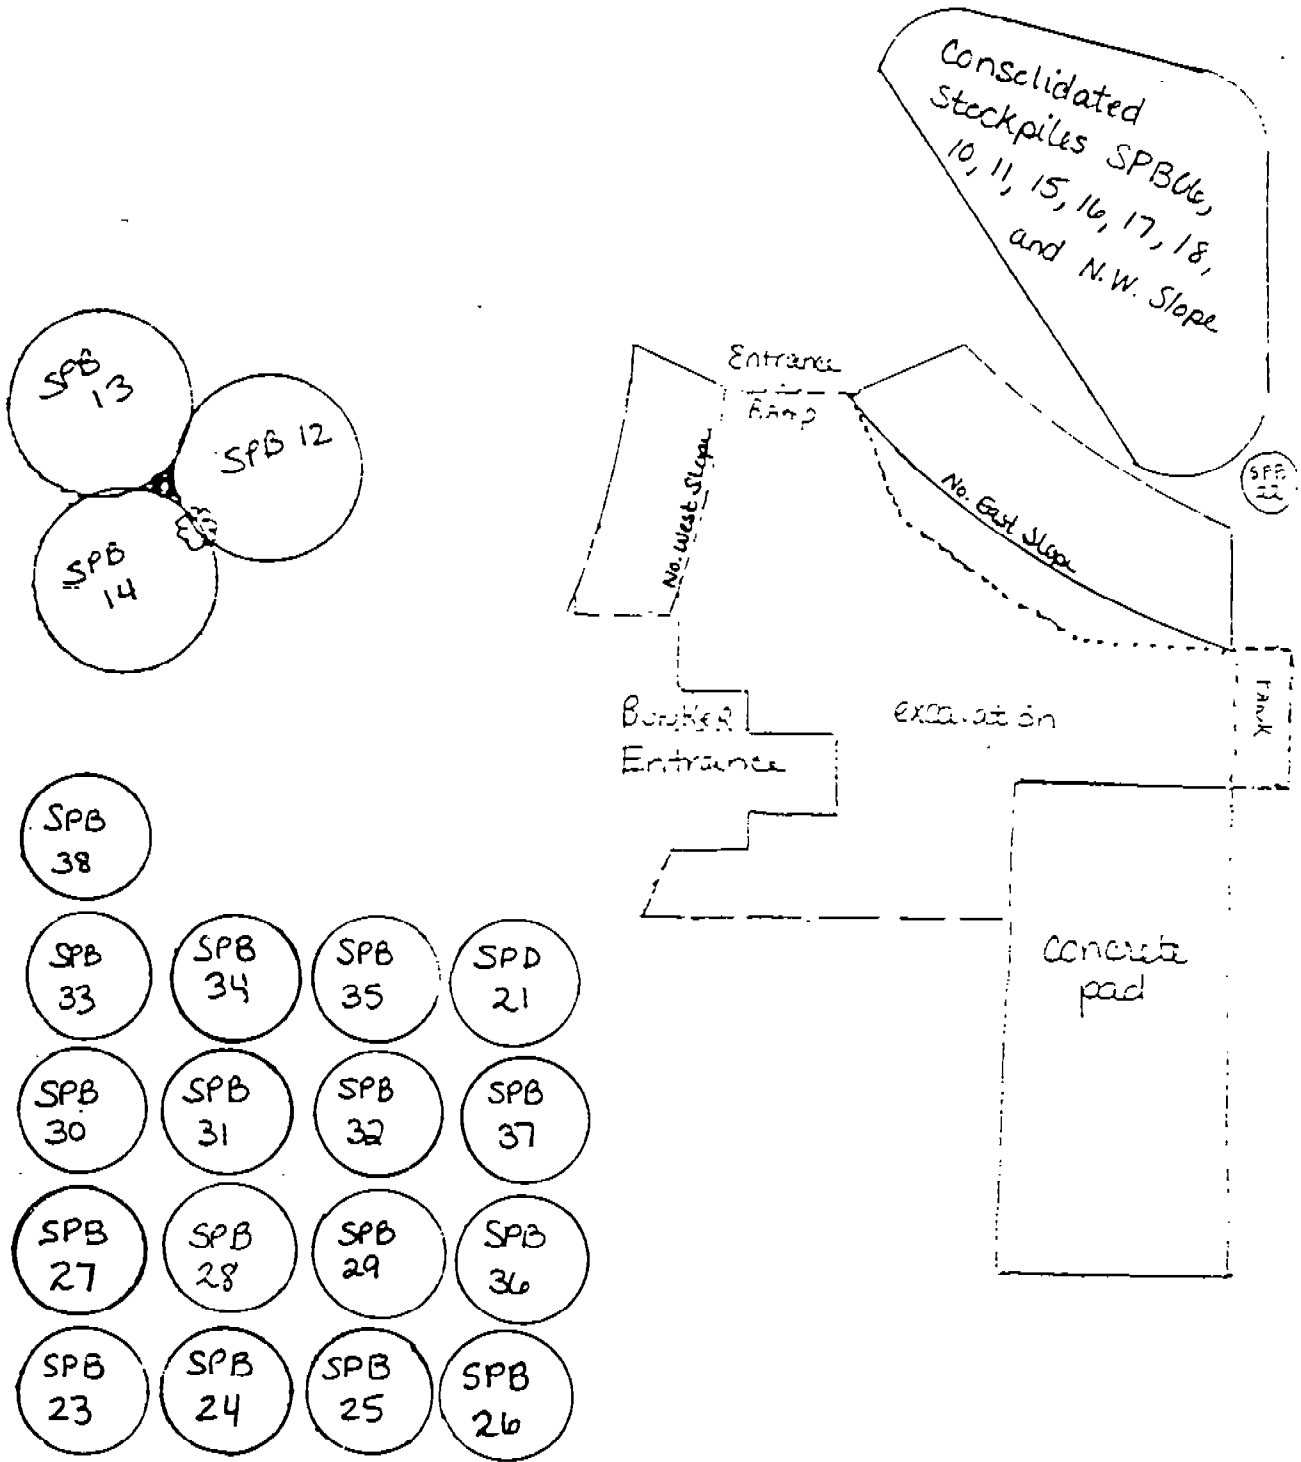 Consolidated
Stockpiles SPB06,
10, 11, 15, 16, 17, 18,
and N.W. Slope
SPB
13
SPB 12
SPB
14
Entrance
RAMP
No. West Slope
No. East Slope
SPB
22
BUNKER
Entrance
excavation
TANK
Concrete
pad
SPB
38
SPB
33
SPB
34
SPB
35
SPD
21
SPB
30
SPB
31
SPB
32
SPB
37
SPB
27
SPB
28
SPB
29
SPB
36
SPB
23
SPB
24
SPB
25
SPB
26